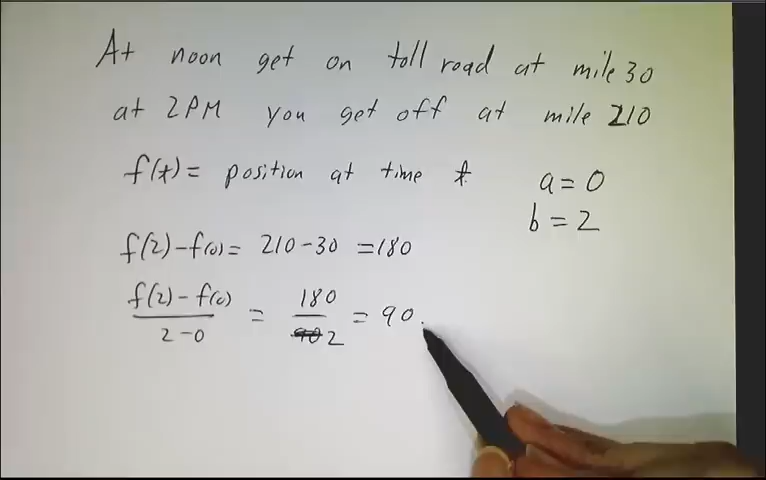 At noon get on toll road at mile 30
at 2PM you get off at mile 210
f(t) = position at time t
a = 0
b = 2
f(2) - f(0) = 210 - 30 = 180
f(2) - f(0) / 2 - 0 = 180 / 2 = 90.